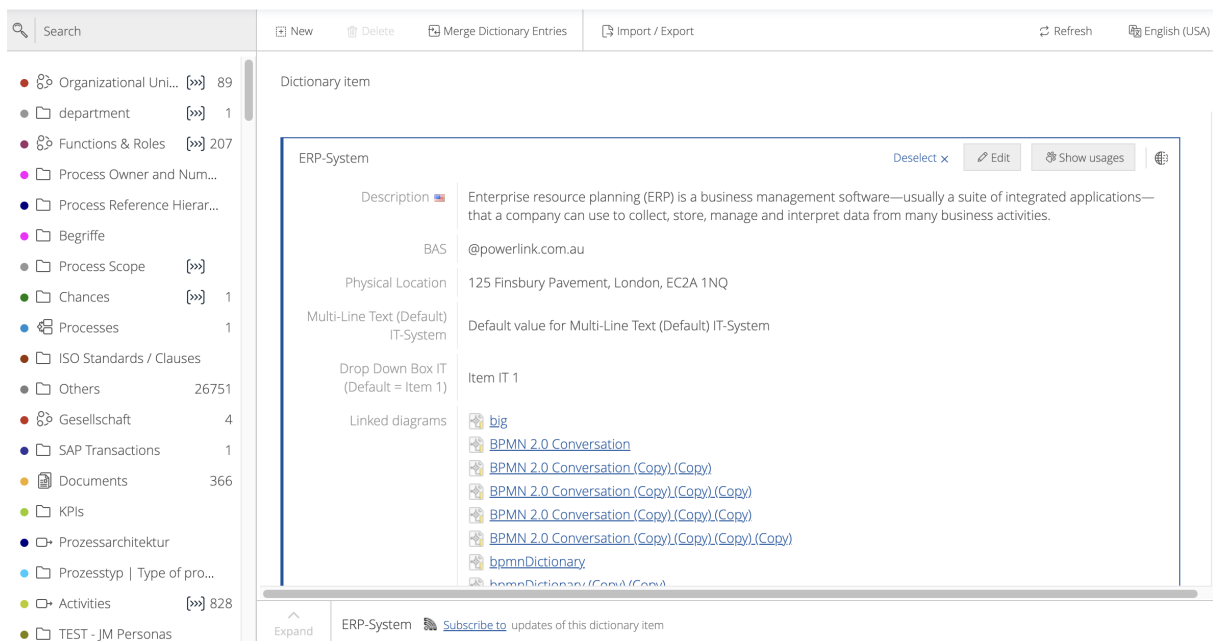 Search
New
Delete
Merge Dictionary Entries
Import / Export
Refresh
English (USA)
Organizational Uni... [>>>] 89
department [>>>] 1
Functions & Roles [>>>] 207
Process Owner and Num...
Process Reference Hierar...
Begriffe
Process Scope [>>>]
Chances [>>>] 1
Processes 1
ISO Standards / Clauses
Others 26751
Gesellschaft 4
SAP Transactions 1
Documents 366
KPIs
Prozessarchitektur
Prozesstyp | Type of pro...
Activities [>>>] 828
TEST - JM Personas
Dictionary item
ERP-System
Deselect x
Edit
Show usages
Description
Enterprise resource planning (ERP) is a business management software—usually a suite of integrated applications—
that a company can use to collect, store, manage and interpret data from many business activities.
BAS
@powerlink.com.au
Physical Location
125 Finsbury Pavement, London, EC2A 1NQ
Multi-Line Text (Default)
IT-System
Default value for Multi-Line Text (Default) IT-System
Drop Down Box IT
(Default = Item 1)
Item IT 1
Linked diagrams
big
BPMN 2.0 Conversation
BPMN 2.0 Conversation (Copy) (Copy)
BPMN 2.0 Conversation (Copy) (Copy) (Copy)
BPMN 2.0 Conversation (Copy) (Copy) (Copy)
BPMN 2.0 Conversation (Copy) (Copy) (Copy) (Copy)
bpmnDictionary
bpmnDictionary (Copy) (Copy)
Expand
ERP-System
Subscribe to updates of this dictionary item